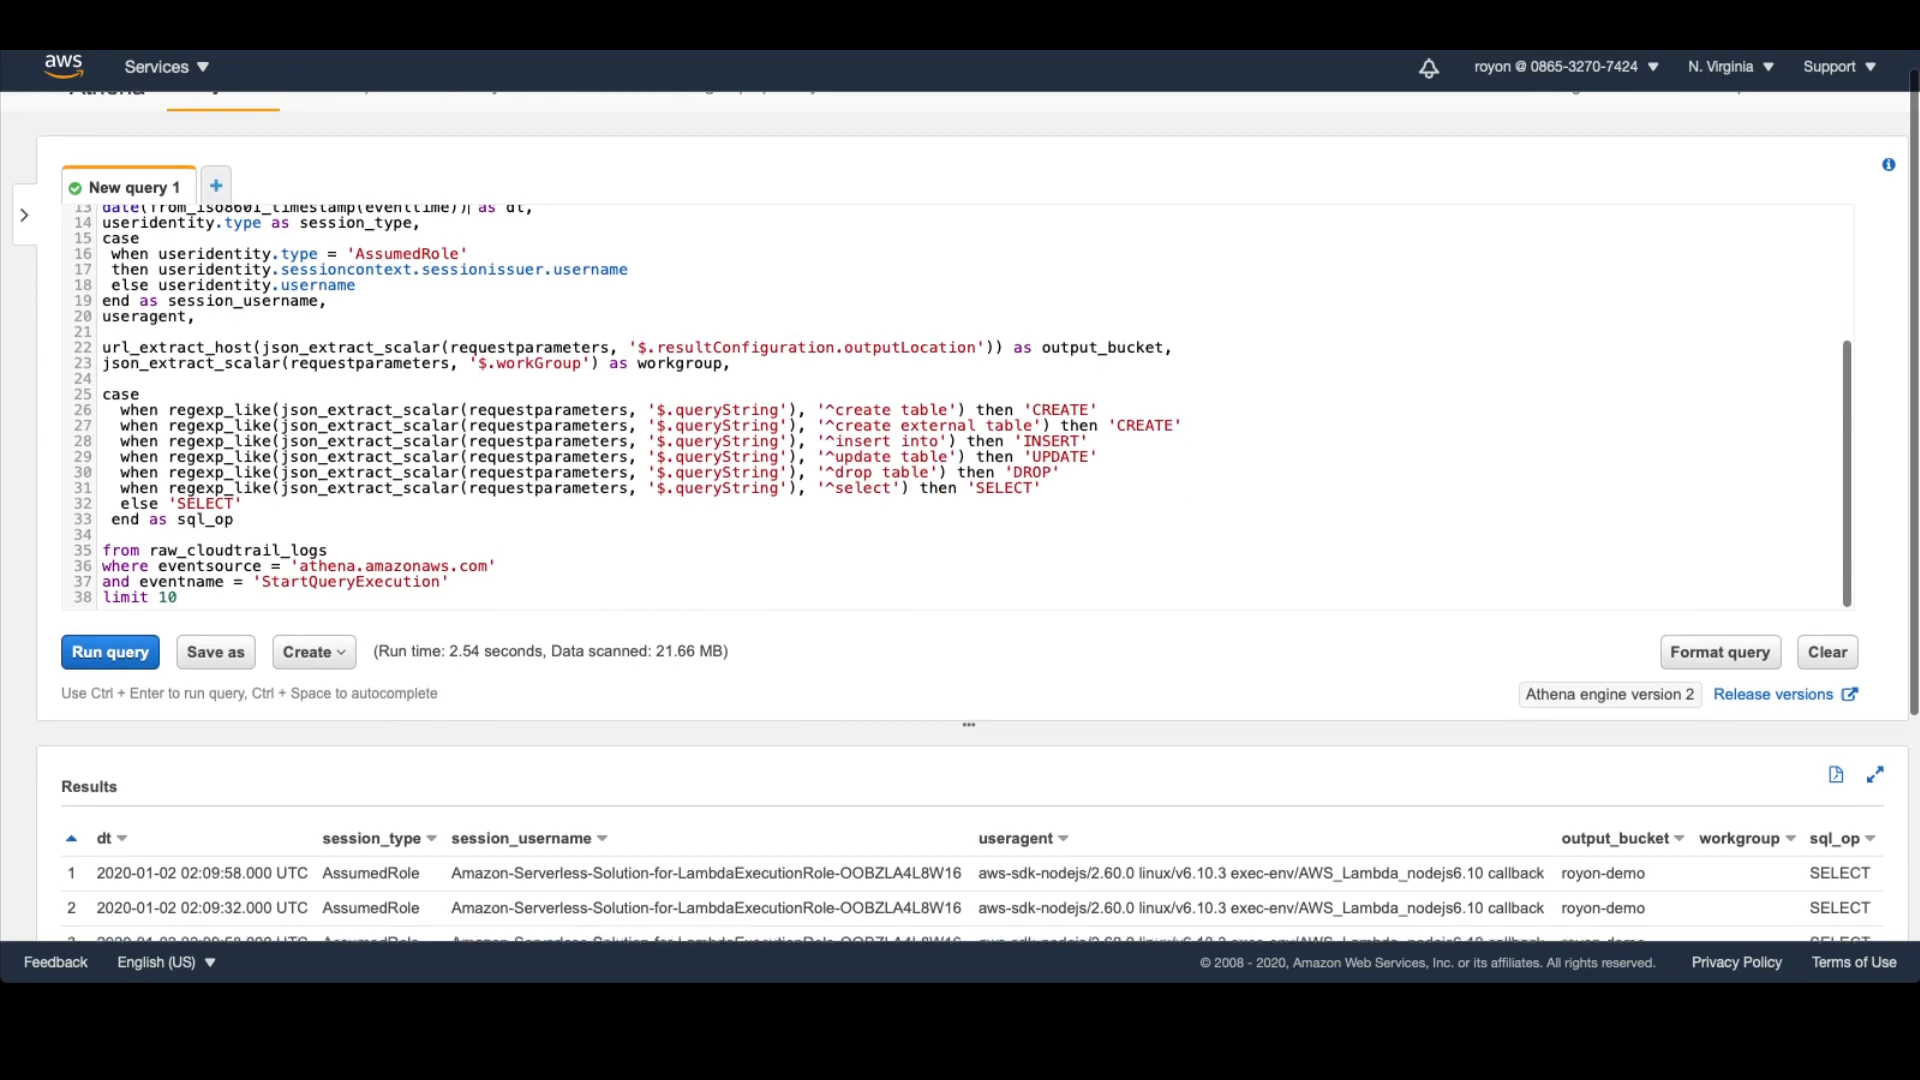 aws
Services
royon @ 0865-3270-7424
N. Virginia
Support
Athena
New query 1
+
13 date(from_iso8601_timestamp(eventtime)) as dt,
14 useridentity.type as session_type,
15 case
16 when useridentity.type = 'AssumedRole'
17 then useridentity.sessioncontext.sessionissuer.username
18 else useridentity.username
19 end as session_username,
20 useragent,
21
22 url_extract_host(json_extract_scalar(requestparameters, '$.resultConfiguration.outputLocation')) as output_bucket,
23 json_extract_scalar(requestparameters, '$.workGroup') as workgroup,
24
25 case
26 when regexp_like(json_extract_scalar(requestparameters, '$.queryString'), '^create table') then 'CREATE'
27 when regexp_like(json_extract_scalar(requestparameters, '$.queryString'), '^create external table') then 'CREATE'
28 when regexp_like(json_extract_scalar(requestparameters, '$.queryString'), '^insert into') then 'INSERT'
29 when regexp_like(json_extract_scalar(requestparameters, '$.queryString'), '^update table') then 'UPDATE'
30 when regexp_like(json_extract_scalar(requestparameters, '$.queryString'), '^drop table') then 'DROP'
31 when regexp_like(json_extract_scalar(requestparameters, '$.queryString'), '^select') then 'SELECT'
32 else 'SELECT'
33 end as sql_op
34
35 from raw_cloudtrail_logs
36 where eventsource = 'athena.amazonaws.com'
37 and eventname = 'StartQueryExecution'
38 limit 10
Run query
Save as
Create
(Run time: 2.54 seconds, Data scanned: 21.66 MB)
Format query
Clear
Use Ctrl + Enter to run query, Ctrl + Space to autocomplete
Athena engine version 2
Release versions
Results
dt session_type session_username useragent output_bucket workgroup sql_op
1 2020-01-02 02:09:58.000 UTC AssumedRole Amazon-Serverless-Solution-for-LambdaExecutionRole-OOBZLA4L8W16 aws-sdk-nodejs/2.60.0 linux/v6.10.3 exec-env/AWS_Lambda_nodejs6.10 callback royon-demo SELECT
2 2020-01-02 02:09:32.000 UTC AssumedRole Amazon-Serverless-Solution-for-LambdaExecutionRole-OOBZLA4L8W16 aws-sdk-nodejs/2.60.0 linux/v6.10.3 exec-env/AWS_Lambda_nodejs6.10 callback royon-demo SELECT
Feedback
English (US)
© 2008 - 2020, Amazon Web Services, Inc. or its affiliates. All rights reserved.
Privacy Policy
Terms of Use